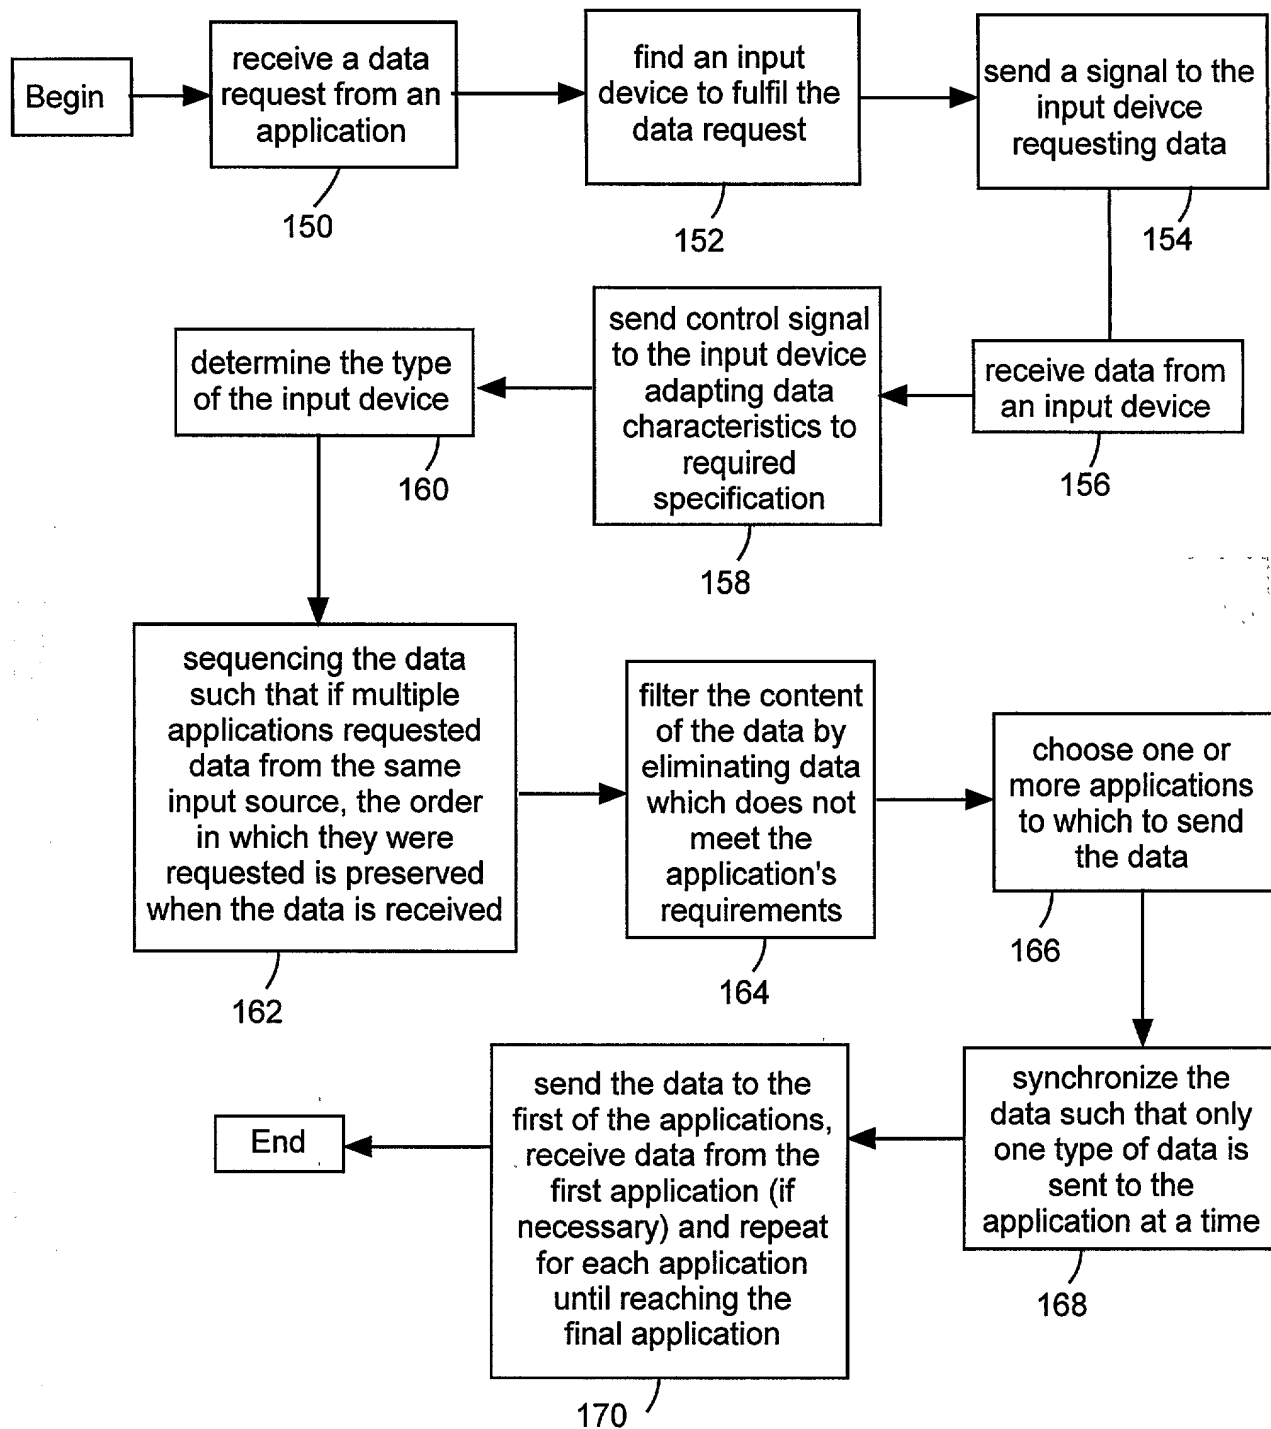 Begin
receive a data
request from an
application
150
find an input
device to fulfil the
data request
152
send a signal to the
input deivce
requesting data
154
receive data from
an input device
156
send control signal
to the input device
adapting data
characteristics to
required
specification
158
determine the type
of the input device
160
sequencing the data
such that if multiple
applications requested
data from the same
input source, the order
in which they were
requested is preserved
when the data is received
162
filter the content
of the data by
eliminating data
which does not
meet the
application's
requirements
164
choose one or
more applications
to which to send
the data
166
synchronize the
data such that only
one type of data is
sent to the
application at a time
168
send the data to the
first of the applications,
receive data from the
first application (if
necessary) and repeat
for each application
until reaching the
final application
170
End